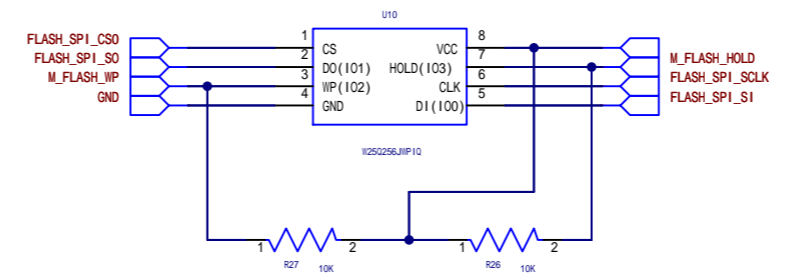 U10
FLASH_SPI_CS0 1 CS VCC 8
FLASH_SPI_SO 2 DO(IO1) HOLD(IO3) 7 M_FLASH_HOLD
M_FLASH_WP 3 WP(IO2) CLK 6 FLASH_SPI_SCLK
GND 4 GND DI(IO0) 5 FLASH_SPI_SI
W25Q256JWPIQ
1 2 1 2
R27 10K R26 10K